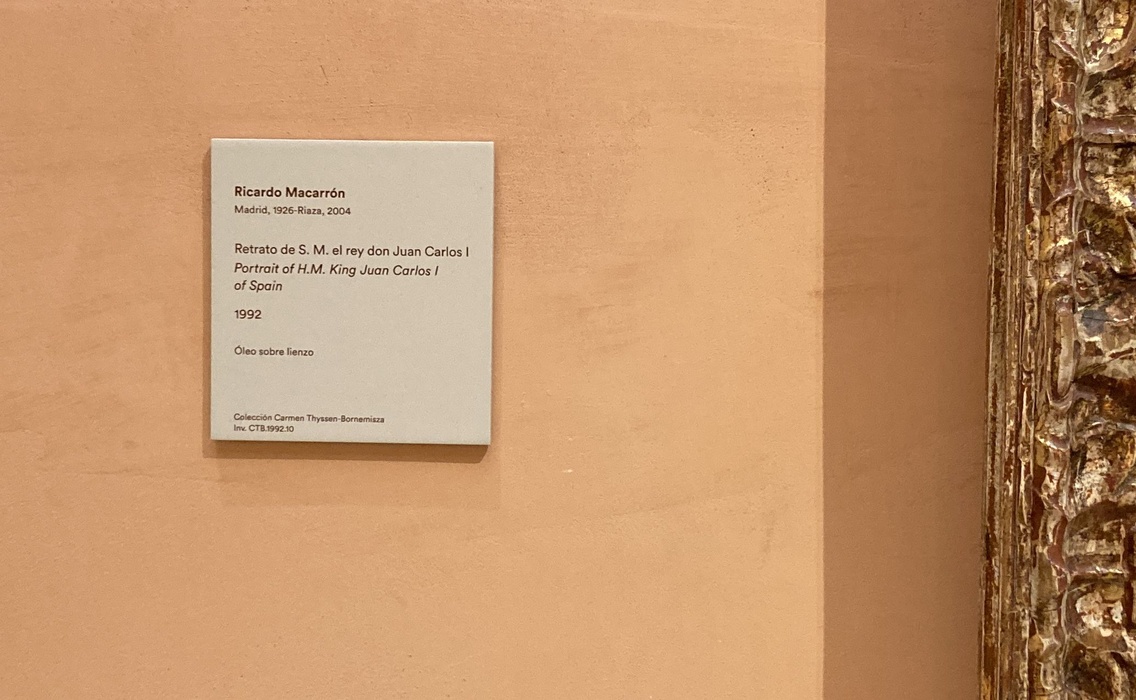 Ricardo Macarrón
Madrid, 1926-Riaza, 2004
Retrato de S. M. el rey don Juan Carlos I
Portrait of H.M. King Juan Carlos I
of Spain
1992
Óleo sobre lienzo
Colección Carmen Thyssen-Bornemisza
Inv. CTB.1992.10